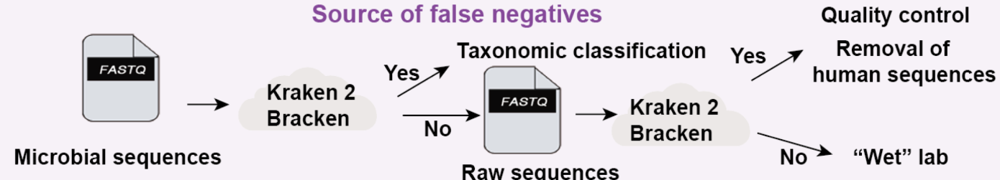 Source of false negatives
FASTQ
Microbial sequences
Kraken 2
Bracken
Yes
Taxonomic classification
No
FASTQ
Raw sequences
Kraken 2
Bracken
Yes
Quality control
Removal of
human sequences
No
“Wet” lab